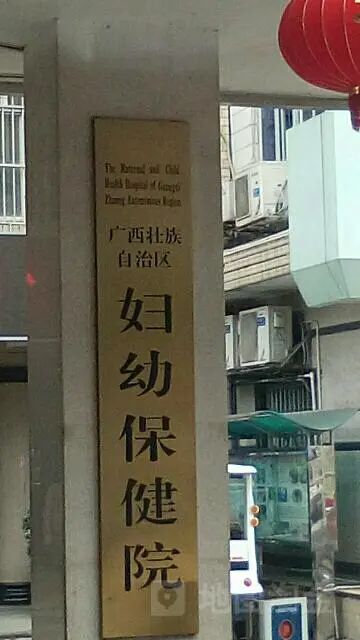 The Maternal and Child
Health Hospital of Guangxi
Zhuang Autonomous Region
广西壮族
自治区
妇幼保健院